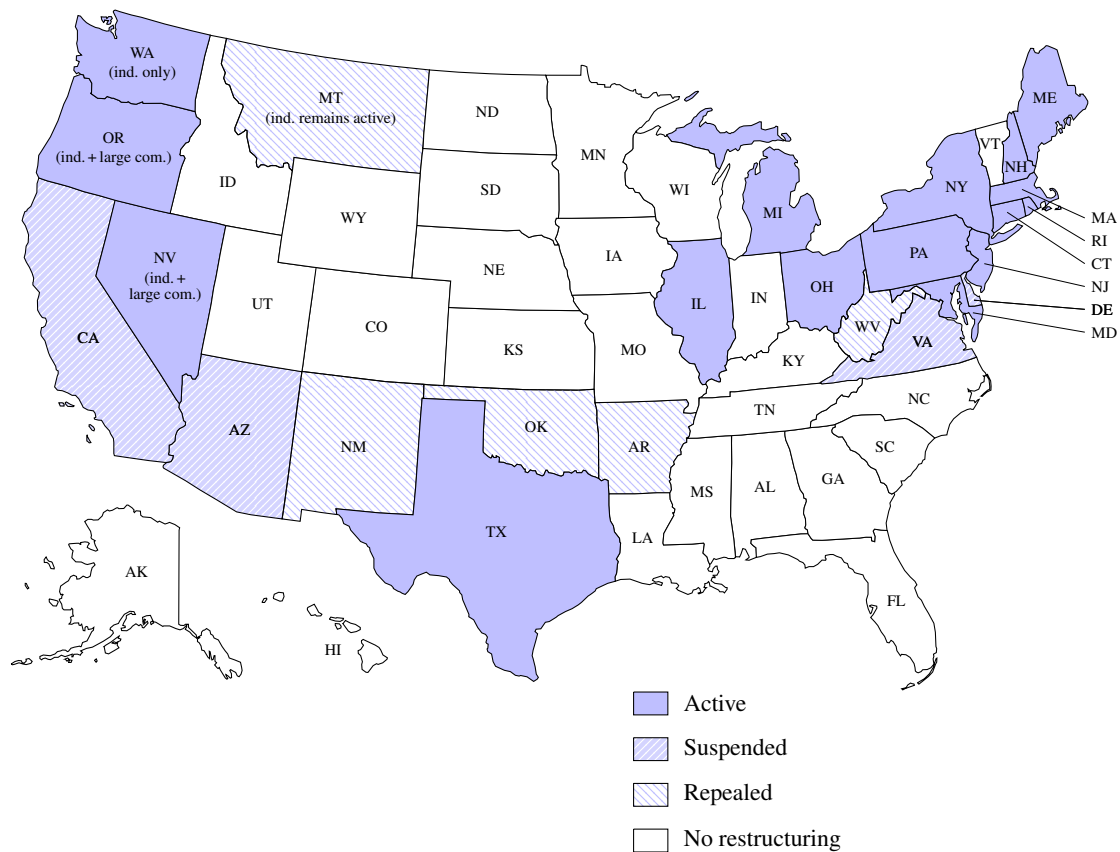 WA
(ind. only)
MT
(ind. remains active)
ND
MN
ME
VT
NH
OR
(ind. + large com.)
ID
SD
WI
NY
MI
MA
WY
RI
CT
NV
(ind. +
large com.)
IA
NE
PA
NJ
UT
IL
IN
OH
DE
CO
WV
MD
CA
KS
MO
KY
VA
AZ
NM
OK
AR
TN
NC
SC
MS
AL
GA
TX
LA
AK
FL
HI
Active
Suspended
Repealed
No restructuring